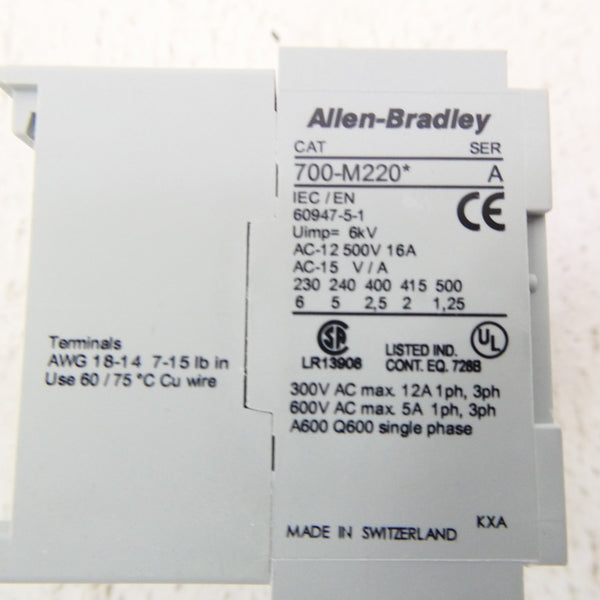 Allen-Bradley
CAT SER
700-M220* A
IEC / EN
60947-5-1
CE
Uimp= 6kV
AC-12 500V 16A
AC-15 V / A
230 240 400 415 500
6 5 2,5 2 1,25
SA
LR13908
LISTED IND.
CONT. EQ. 728B
UL
300V AC max. 12A 1ph, 3ph
600V AC max. 5A 1ph, 3ph
A600 Q600 single phase
MADE IN SWITZERLAND KXA
Terminals
AWG 18-14 7-15 lb in
Use 60 / 75 °C Cu wire